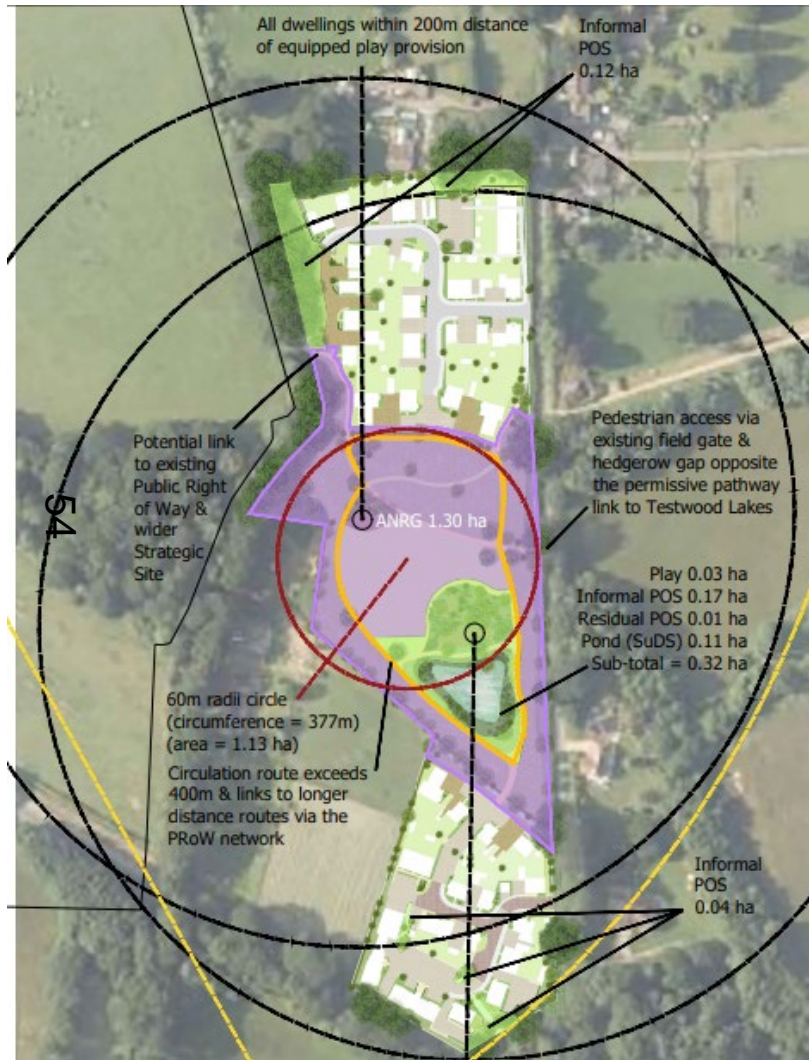 All dwellings within 200m distance
of equipped play provision
Informal
POS
0.12 ha
Potential link
to existing
Public Right
of Way &
wider
Strategic
Site
54
ANRG 1.30 ha
Pedestrian access via
existing field gate &
hedgerow gap opposite
the permissive pathway
link to Testwood Lakes
Play 0.03 ha
Informal POS 0.17 ha
Residual POS 0.01 ha
Pond (SuDS) 0.11 ha
Sub-total = 0.32 ha
60m radii circle
(circumference = 377m)
(area = 1.13 ha)
Circulation route exceeds
400m & links to longer
distance routes via the
PRoW network
Informal
POS
0.04 ha